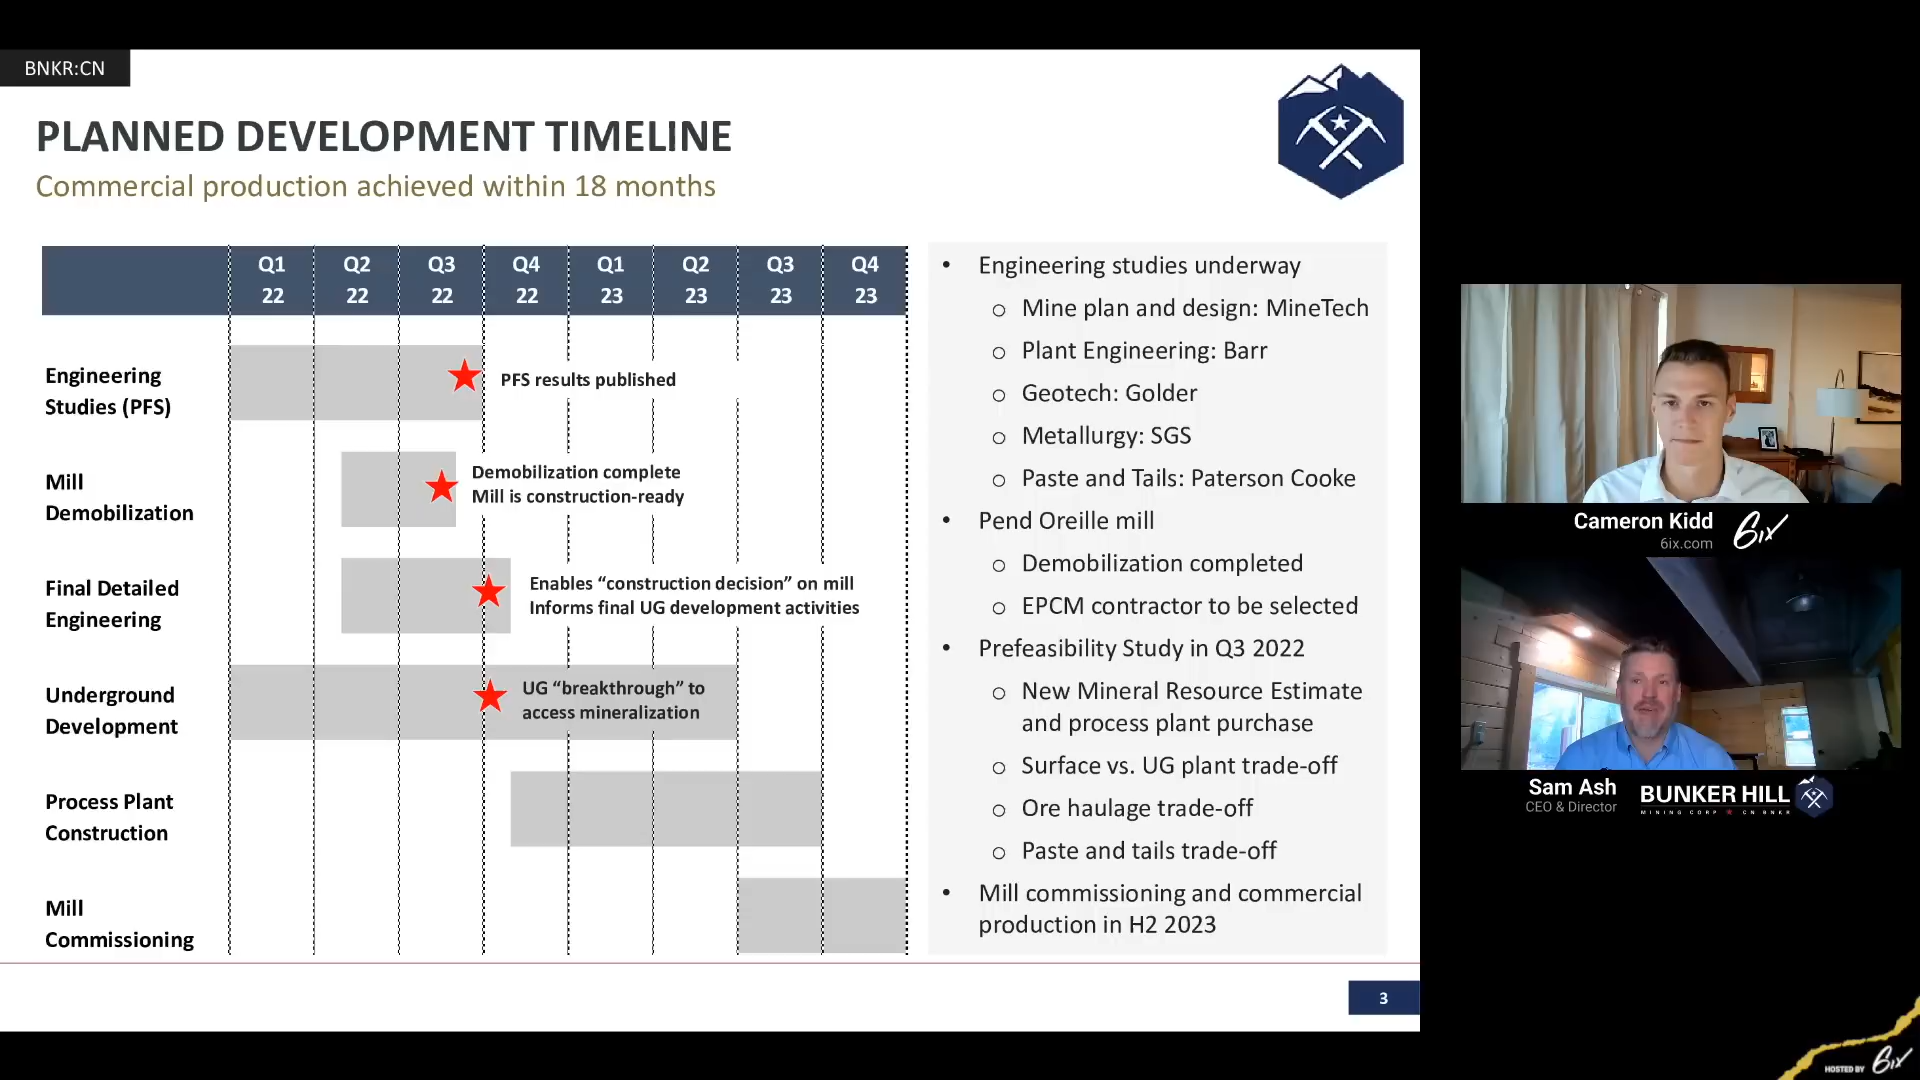 BNKR:CN
PLANNED DEVELOPMENT TIMELINE
Commercial production achieved within 18 months
Q1 Q2 Q3 Q4 Q1 Q2 Q3 Q4
22 22 22 22 23 23 23 23
Engineering
Studies (PFS)
PFS results published
Mill
Demobilization
Demobilization complete
Mill is construction-ready
Final Detailed
Engineering
Enables “construction decision” on mill
Informs final UG development activities
Underground
Development
UG “breakthrough” to
access mineralization
Process Plant
Construction
Mill
Commissioning
• Engineering studies underway
o Mine plan and design: MineTech
o Plant Engineering: Barr
o Geotech: Golder
o Metallurgy: SGS
o Paste and Tails: Paterson Cooke
• Pend Oreille mill
o Demobilization completed
o EPCM contractor to be selected
• Prefeasibility Study in Q3 2022
o New Mineral Resource Estimate
and process plant purchase
o Surface vs. UG plant trade-off
o Ore haulage trade-off
o Paste and tails trade-off
• Mill commissioning and commercial
production in H2 2023
3
Cameron Kidd
6ix.com
6ix
Sam Ash
CEO & Director
BUNKER HILL
MINING CORP ★ CN BNKR
HOSTED BY 6ix